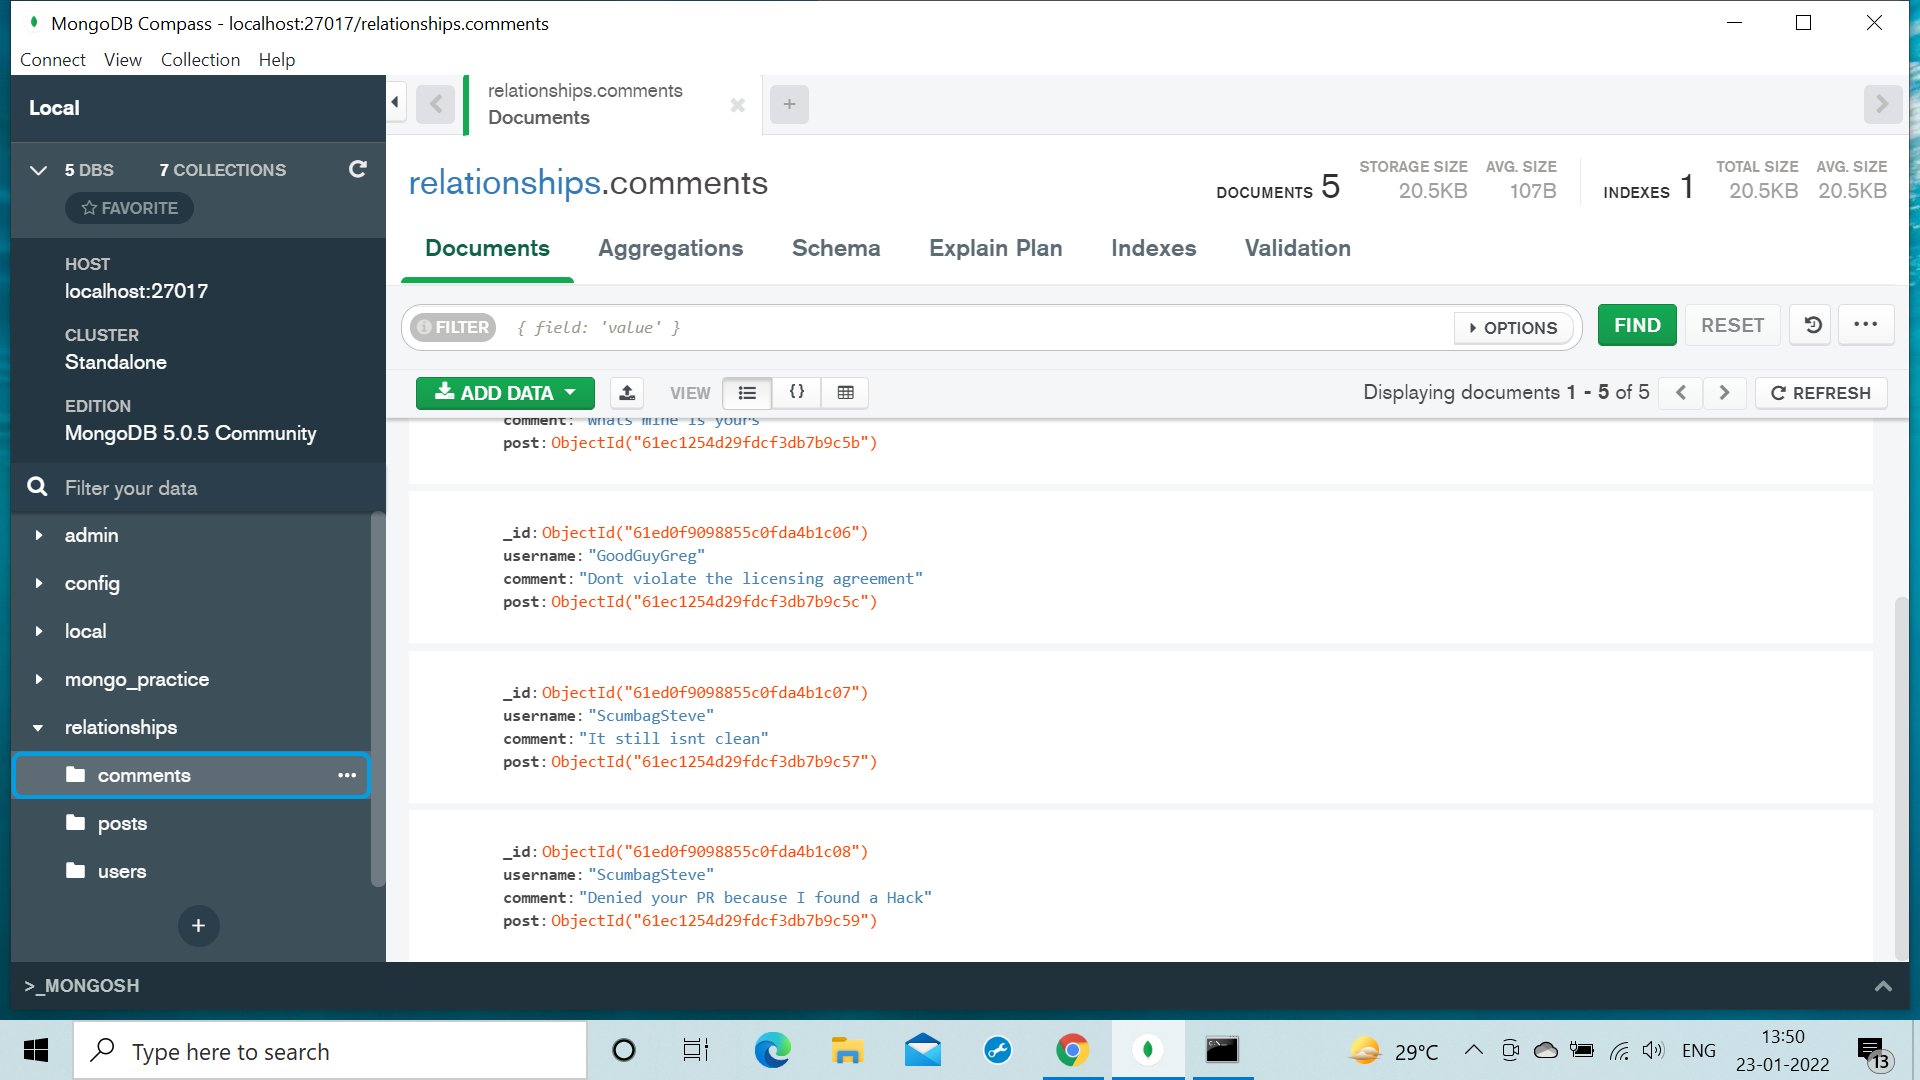 MongoDB Compass - localhost:27017/relationships.comments
Connect View Collection Help
Local
5 DBS 7 COLLECTIONS
FAVORITE
HOST
localhost:27017
CLUSTER
Standalone
EDITION
MongoDB 5.0.5 Community
Filter your data
admin
config
local
mongo_practice
relationships
comments
posts
users
+
relationships.comments
Documents
+
relationships.comments
DOCUMENTS 5
STORAGE SIZE
20.5KB
AVG. SIZE
107B
INDEXES 1
TOTAL SIZE
20.5KB
AVG. SIZE
20.5KB
Documents Aggregations Schema Explain Plan Indexes Validation
FILTER { field: 'value' } OPTIONS FIND RESET
ADD DATA VIEW {} Displaying documents 1 - 5 of 5 REFRESH
comment: "Whats mine is yours"
post: ObjectId("61ec1254d29fdcf3db7b9c5b")
_id: ObjectId("61ed0f9098855c0fda4b1c06")
username: "GoodGuyGreg"
comment: "Dont violate the licensing agreement"
post: ObjectId("61ec1254d29fdcf3db7b9c5c")
_id: ObjectId("61ed0f9098855c0fda4b1c07")
username: "ScumbagSteve"
comment: "It still isnt clean"
post: ObjectId("61ec1254d29fdcf3db7b9c57")
_id: ObjectId("61ed0f9098855c0fda4b1c08")
username: "ScumbagSteve"
comment: "Denied your PR because I found a Hack"
post: ObjectId("61ec1254d29fdcf3db7b9c59")
>_MONGOSH
Type here to search
29°C
ENG
13:50
23-01-2022
13